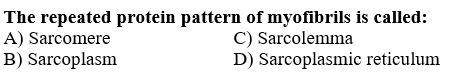 The repeated protein pattern of myofibrils is called:
A) Sarcomere C) Sarcolemma
B) Sarcoplasm D) Sarcoplasmic reticulum